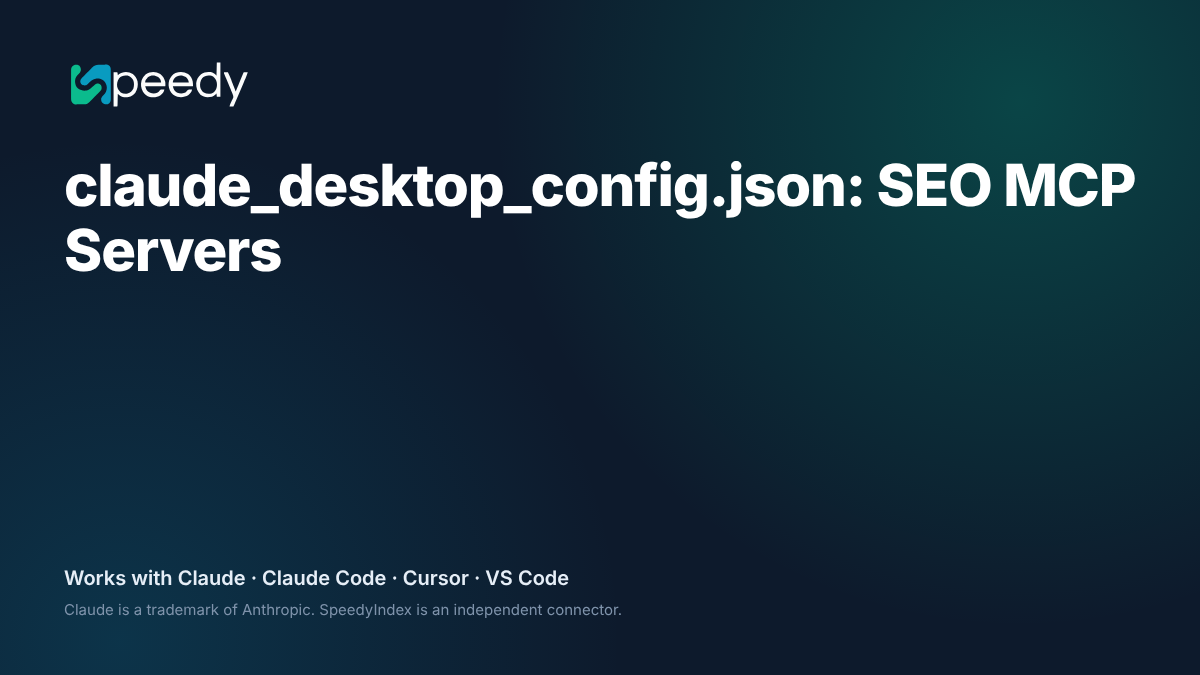 Speedy
claude_desktop_config.json: SEO MCP
Servers
Works with Claude · Claude Code · Cursor · VS Code
Claude is a trademark of Anthropic. SpeedyIndex is an independent connector.